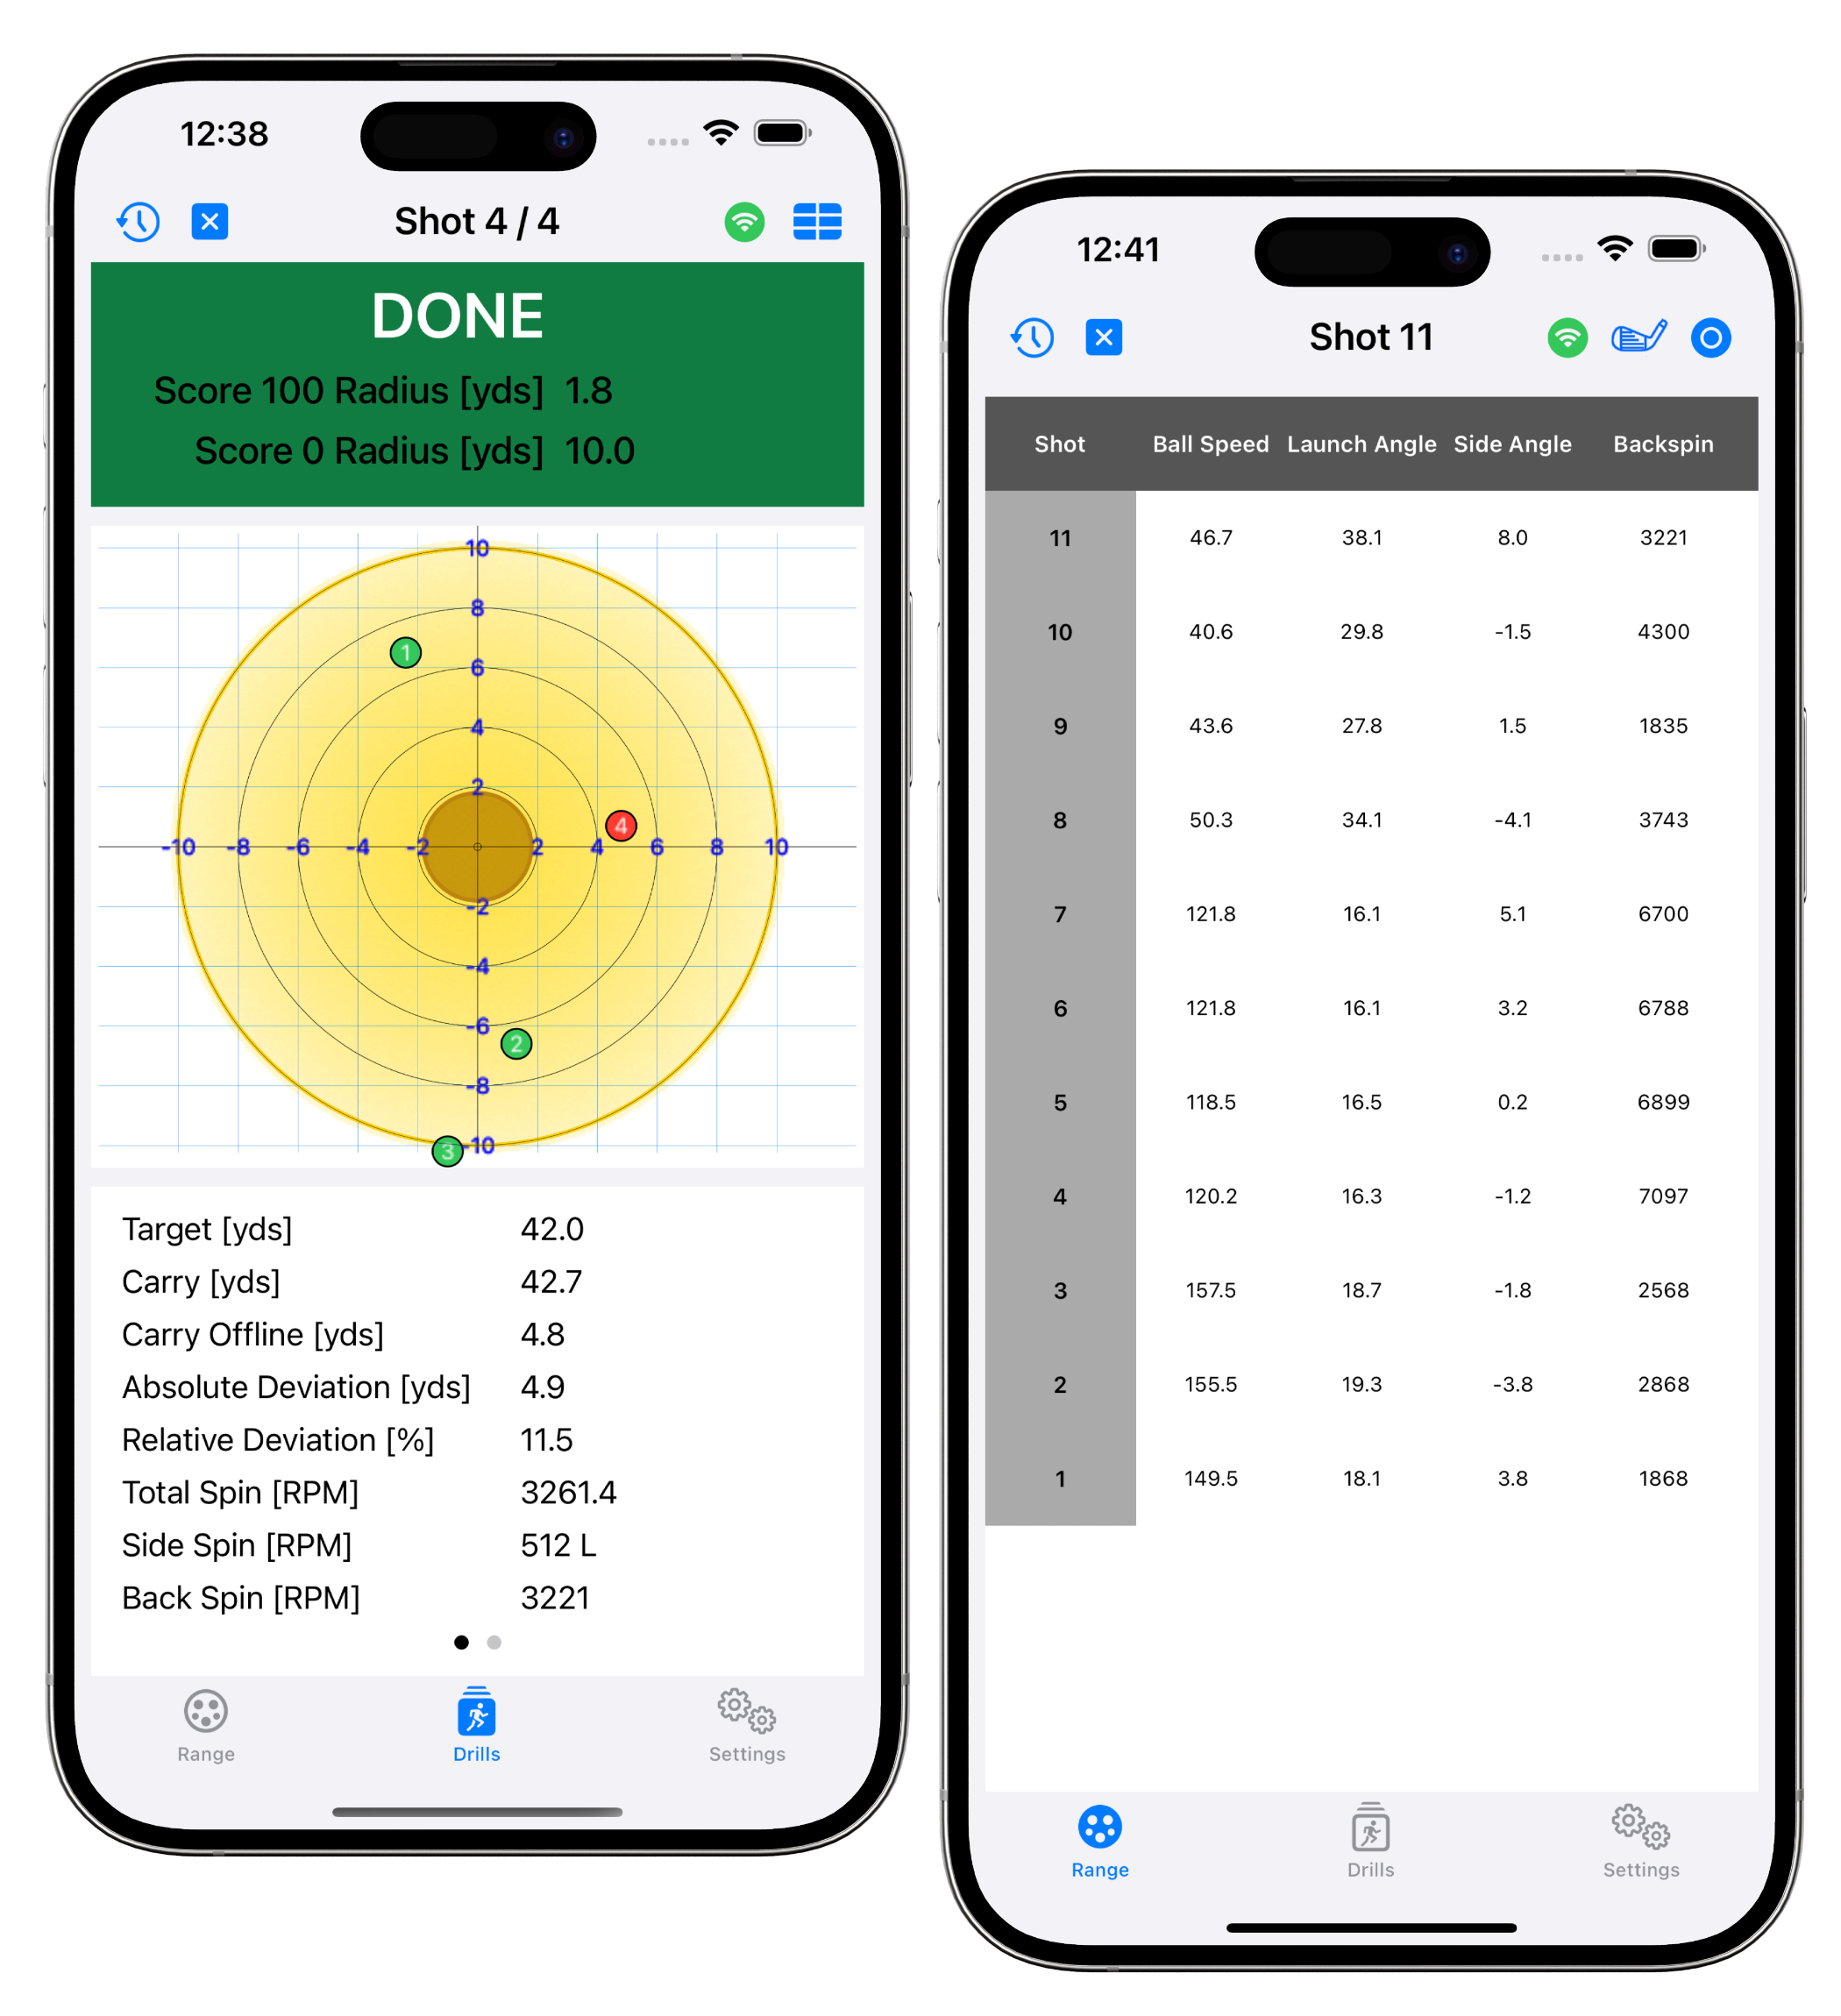 12:38
Shot 4 / 4
DONE
Score 100 Radius [yds] 1.8
Score 0 Radius [yds] 10.0
10
8
1
6
4
2
4
-10 -8 -6 -4 -2 2 4 6 8 10
-2
-4
-6
2
-8
3 -10
Target [yds] 42.0
Carry [yds] 42.7
Carry Offline [yds] 4.8
Absolute Deviation [yds] 4.9
Relative Deviation [%] 11.5
Total Spin [RPM] 3261.4
Side Spin [RPM] 512 L
Back Spin [RPM] 3221
Range Drills Settings
12:41
Shot 11
Shot Ball Speed Launch Angle Side Angle Backspin
11 46.7 38.1 8.0 3221
10 40.6 29.8 -1.5 4300
9 43.6 27.8 1.5 1835
8 50.3 34.1 -4.1 3743
7 121.8 16.1 5.1 6700
6 121.8 16.1 3.2 6788
5 118.5 16.5 0.2 6899
4 120.2 16.3 -1.2 7097
3 157.5 18.7 -1.8 2568
2 155.5 19.3 -3.8 2868
1 149.5 18.1 3.8 1868
Range Drills Settings